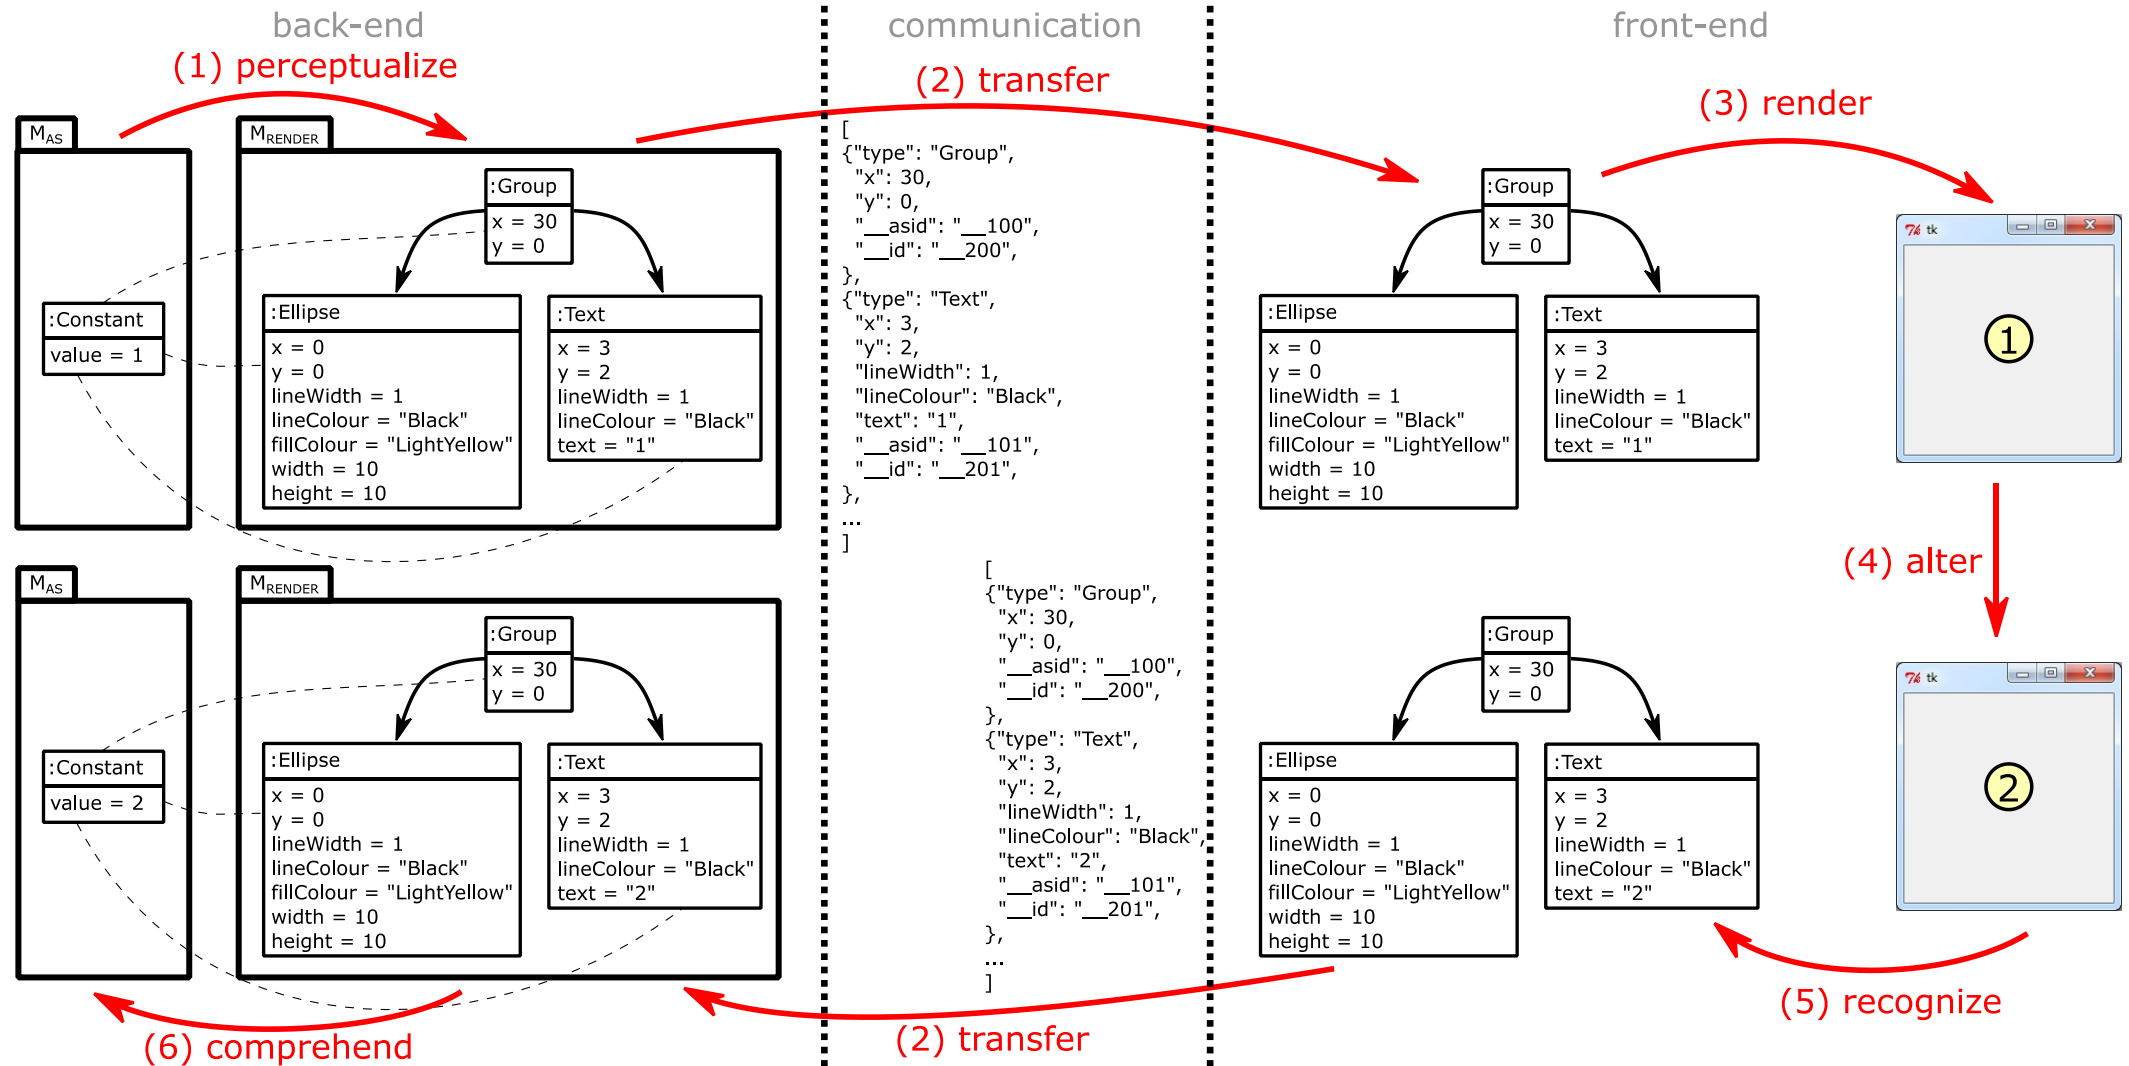 back-end
communication
front-end
(1) perceptualize
(2) transfer
(3) render
M_AS
:Constant
value = 1
M_RENDER
:Group
x = 30
y = 0
:Ellipse
x = 0
y = 0
lineWidth = 1
lineColour = "Black"
fillColour = "LightYellow"
width = 10
height = 10
:Text
x = 3
y = 2
lineWidth = 1
lineColour = "Black"
text = "1"
[
{"type": "Group",
"x": 30,
"y": 0,
"__asid": "__100",
"__id": "__200",
},
{"type": "Text",
"x": 3,
"y": 2,
"lineWidth": 1,
"lineColour": "Black",
"text": "1",
"__asid": "__101",
"__id": "__201",
},
...
]
:Group
x = 30
y = 0
:Ellipse
x = 0
y = 0
lineWidth = 1
lineColour = "Black"
fillColour = "LightYellow"
width = 10
height = 10
:Text
x = 3
y = 2
lineWidth = 1
lineColour = "Black"
text = "1"
tk
1
(4) alter
M_AS
:Constant
value = 2
M_RENDER
:Group
x = 30
y = 0
:Ellipse
x = 0
y = 0
lineWidth = 1
lineColour = "Black"
fillColour = "LightYellow"
width = 10
height = 10
:Text
x = 3
y = 2
lineWidth = 1
lineColour = "Black"
text = "2"
[
{"type": "Group",
"x": 30,
"y": 0,
"__asid": "__100",
"__id": "__200",
},
{"type": "Text",
"x": 3,
"y": 2,
"lineWidth": 1,
"lineColour": "Black",
"text": "2",
"__asid": "__101",
"__id": "__201",
},
...
]
:Group
x = 30
y = 0
:Ellipse
x = 0
y = 0
lineWidth = 1
lineColour = "Black"
fillColour = "LightYellow"
width = 10
height = 10
:Text
x = 3
y = 2
lineWidth = 1
lineColour = "Black"
text = "2"
tk
2
(5) recognize
(2) transfer
(6) comprehend